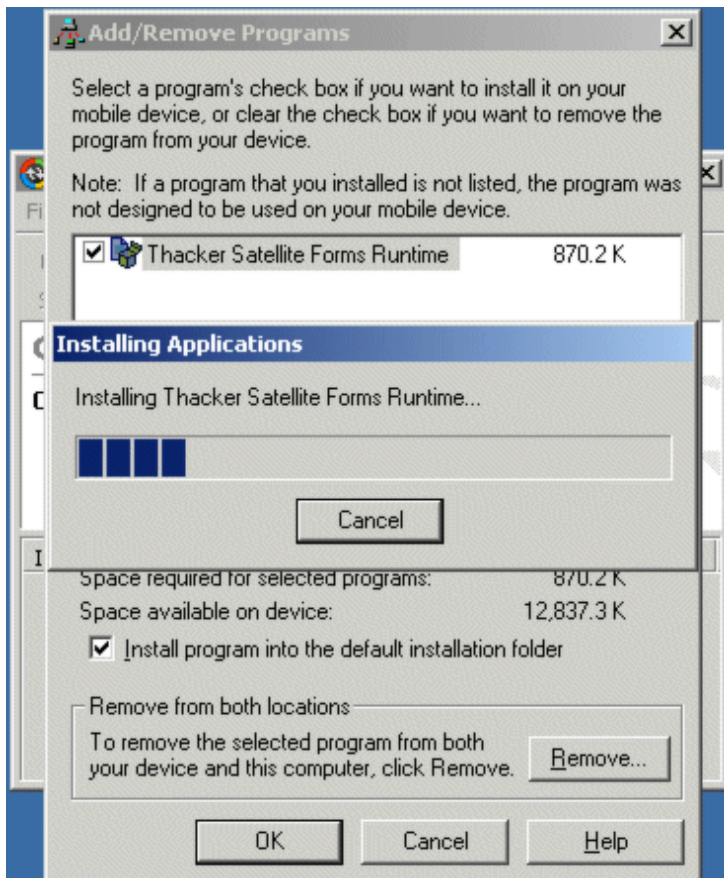 Add/Remove Programs
Select a program's check box if you want to install it on your
mobile device, or clear the check box if you want to remove the
program from your device.
Note: If a program that you installed is not listed, the program was
not designed to be used on your mobile device.
Fi
Thacker Satellite Forms Runtime 870.2 K
Installing Applications
Installing Thacker Satellite Forms Runtime...
Cancel
Space required for selected programs: 870.2 K
Space available on device: 12,837.3 K
Install program into the default installation folder
Remove from both locations
To remove the selected program from both
your device and this computer, click Remove.
Remove...
OK Cancel Help